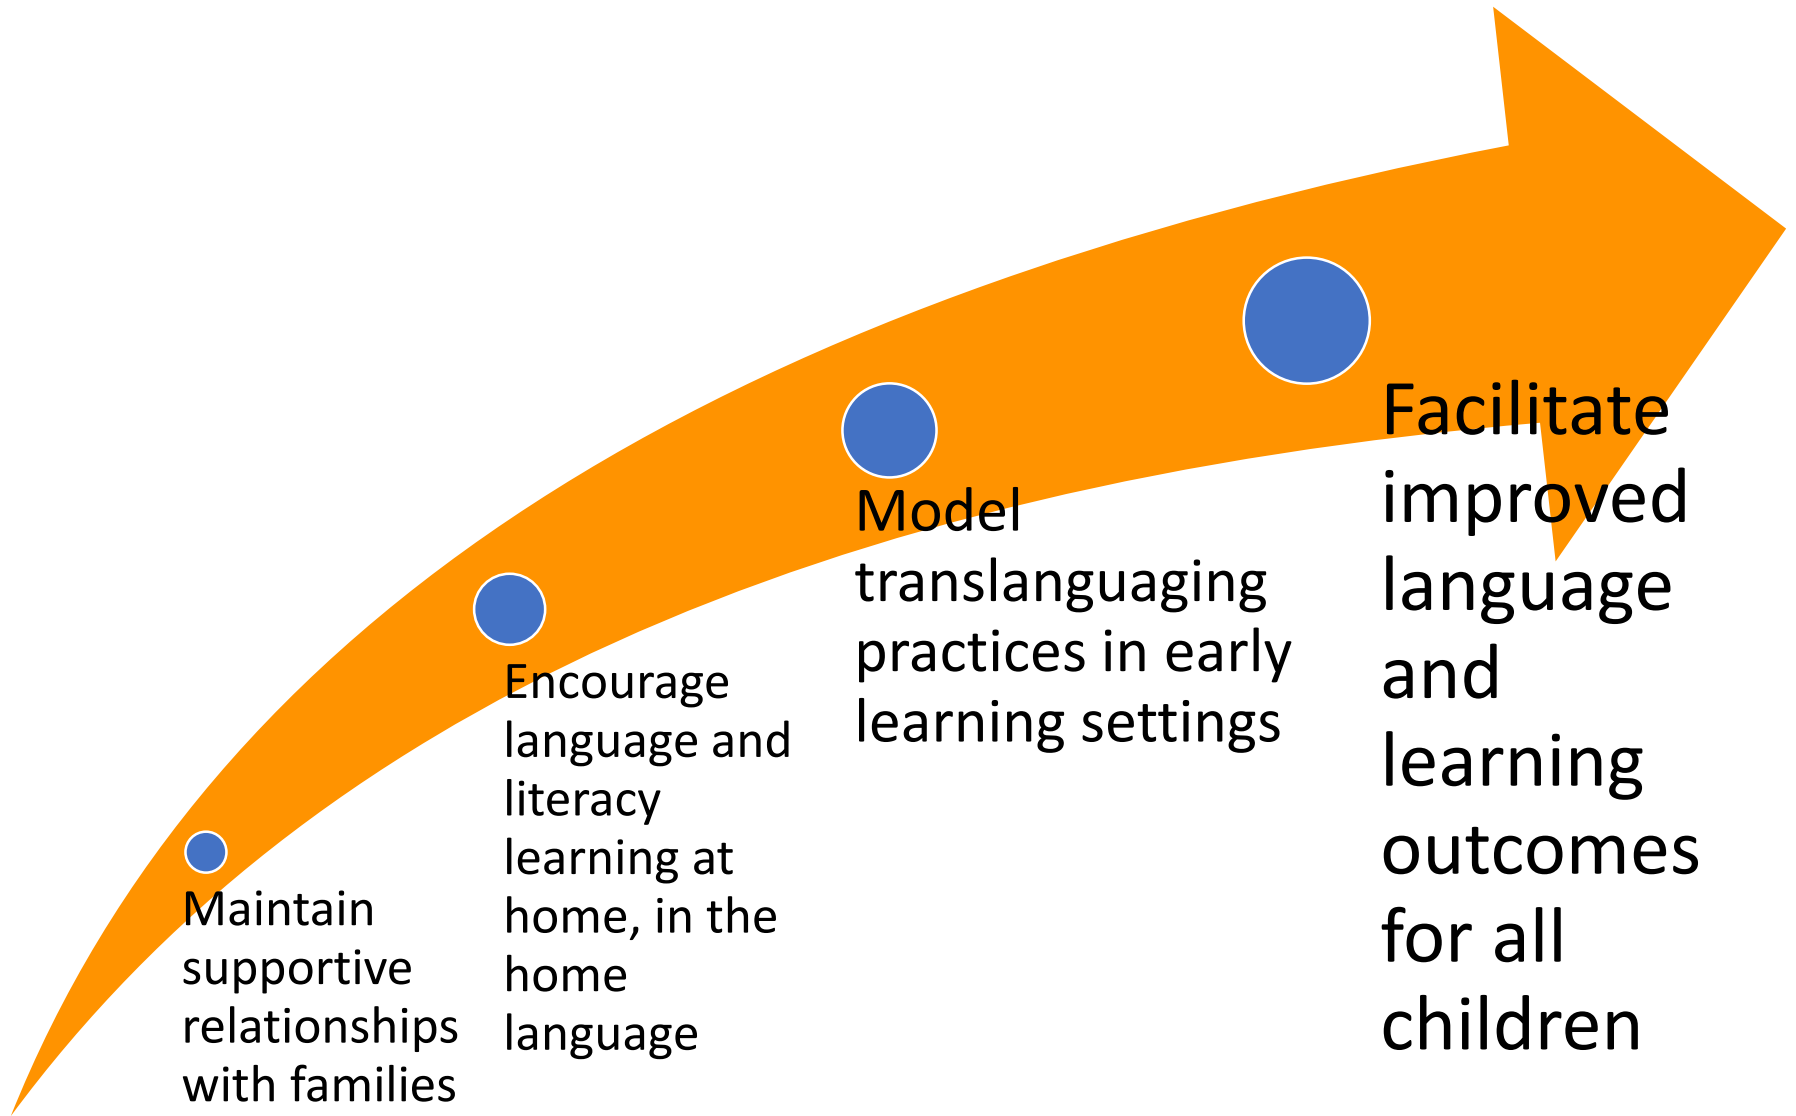 Maintain
supportive
relationships
with families
Encourage
language and
literacy
learning at
home, in the
home
language
Model
translanguaging
practices in early
learning settings
Facilitate
improved
language
and
learning
outcomes
for all
children